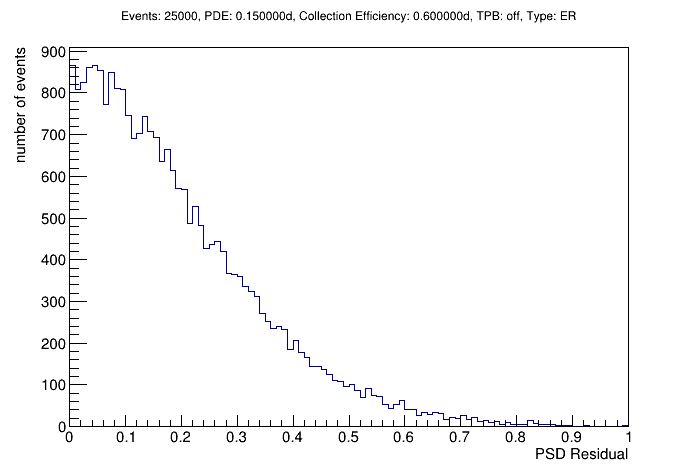 Events: 25000, PDE: 0.150000d, Collection Efficiency: 0.600000d, TPB: off, Type: ER
number of events
900
800
700
600
500
400
300
200
100
0
0 0.1 0.2 0.3 0.4 0.5 0.6 0.7 0.8 0.9 1
PSD Residual